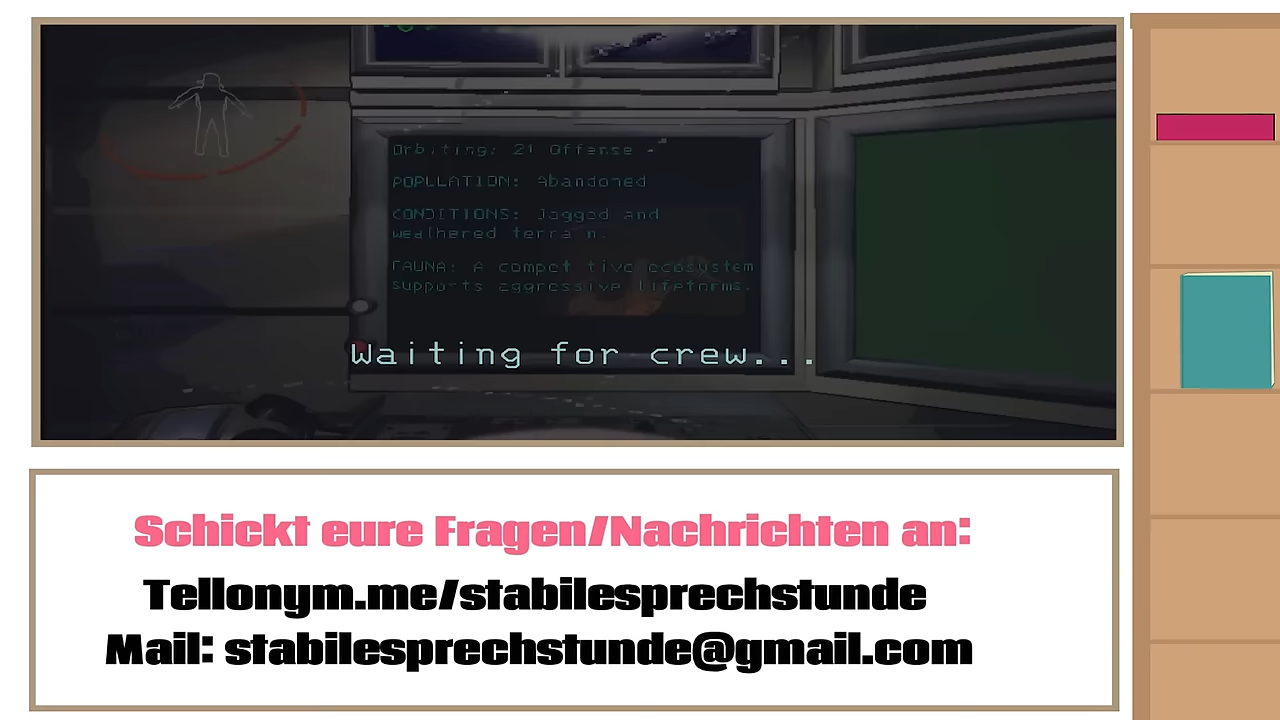 Orbiting: 21 Offense
POPULATION: Abandoned
CONDITIONS: Jagged and
weathered terrain.
FAUNA: A competitive ecosystem
supports aggressive lifeforms.
Waiting for crew...
Schickt eure Fragen/Nachrichten an:
Tellonym.me/stabilesprechstunde
Mail: stabilesprechstunde@gmail.com